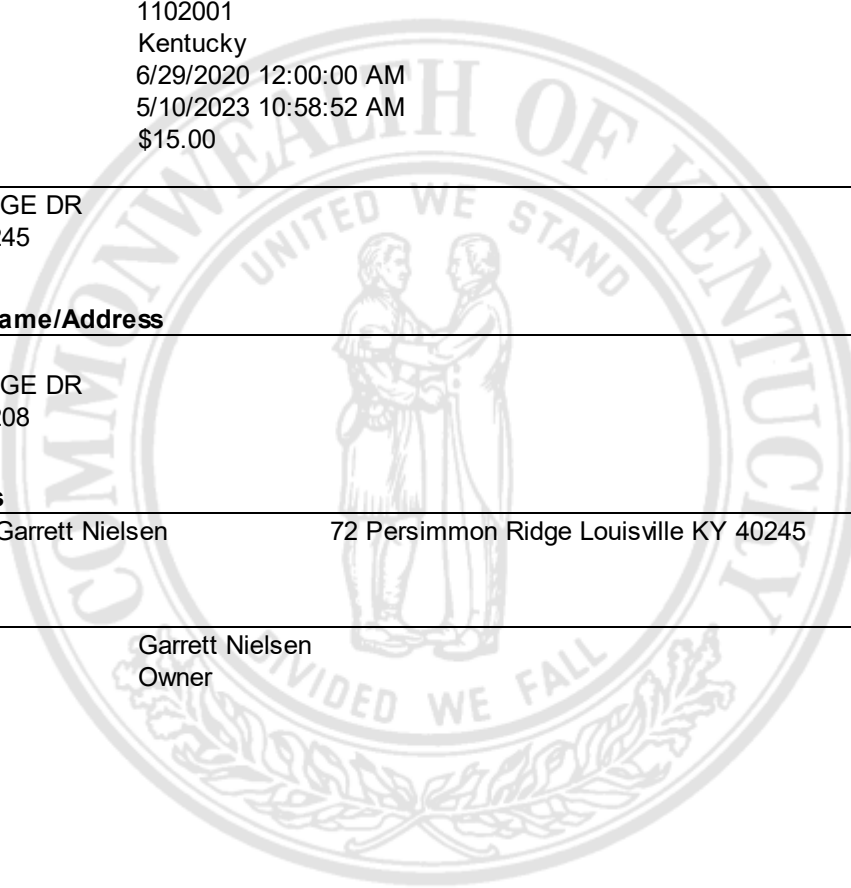 1102001
Kentucky
6/29/2020 12:00:00 AM
5/10/2023 10:58:52 AM
$15.00
GE DR
245
ame/Address
GE DR
208
s
Garrett Nielsen 72 Persimmon Ridge Louisville KY 40245
Garrett Nielsen
Owner
COMMONWEALTH OF KENTUCKY
UNITED WE STAND
DIVIDED WE FALL